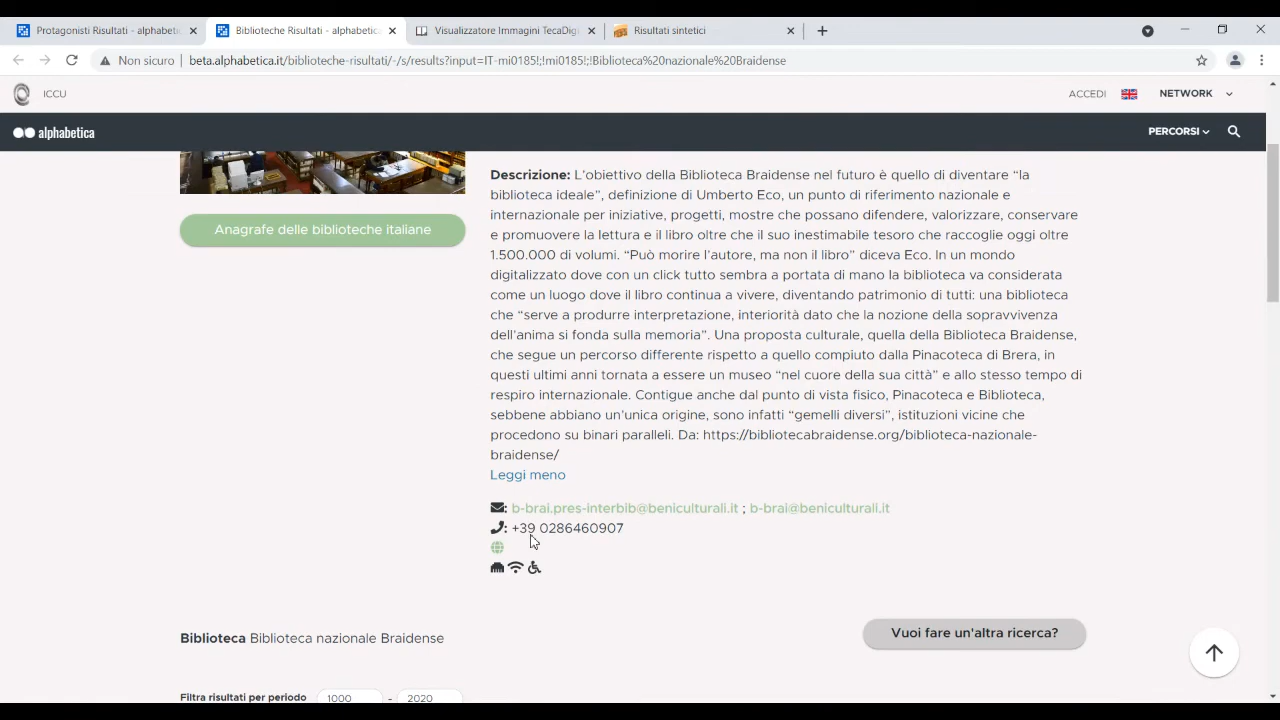 Protagonisti Risultati - alphabeti
Biblioteche Risultati - alphabetic
Visualizzatore Immagini TecaDigi
Risultati sintetici
Non sicuro
beta.alphabetica.it/biblioteche-risultati/-/s/results?input=IT-mi0185!;!mi0185!;!Biblioteca%20nazionale%20Braidense
ICCU
ACCEDI
NETWORK
alphabetica
PERCORSI
Descrizione: L'obiettivo della Biblioteca Braidense nel futuro è quello di diventare “la
biblioteca ideale”, definizione di Umberto Eco, un punto di riferimento nazionale e
internazionale per iniziative, progetti, mostre che possano difendere, valorizzare, conservare
e promuovere la lettura e il libro oltre che il suo inestimabile tesoro che raccoglie oggi oltre
1.500.000 di volumi. “Può morire l'autore, ma non il libro” diceva Eco. In un mondo
digitalizzato dove con un click tutto sembra a portata di mano la biblioteca va considerata
come un luogo dove il libro continua a vivere, diventando patrimonio di tutti: una biblioteca
che “serve a produrre interpretazione, interiorità dato che la nozione della sopravvivenza
dell'anima si fonda sulla memoria”. Una proposta culturale, quella della Biblioteca Braidense,
che segue un percorso differente rispetto a quello compiuto dalla Pinacoteca di Brera, in
questi ultimi anni tornata a essere un museo “nel cuore della sua città” e allo stesso tempo di
respiro internazionale. Contigue anche dal punto di vista fisico, Pinacoteca e Biblioteca,
sebbene abbiano un'unica origine, sono infatti “gemelli diversi”, istituzioni vicine che
procedono su binari paralleli. Da: https://bibliotecabraidense.org/biblioteca-nazionale-
braidense/
Leggi meno
Anagrafe delle biblioteche italiane
: b-brai.pres-interbib@beniculturali.it ; b-brai@beniculturali.it
: +39 0286460907
Biblioteca Biblioteca nazionale Braidense
Vuoi fare un'altra ricerca?
Filtra risultati per periodo 1000 - 2020